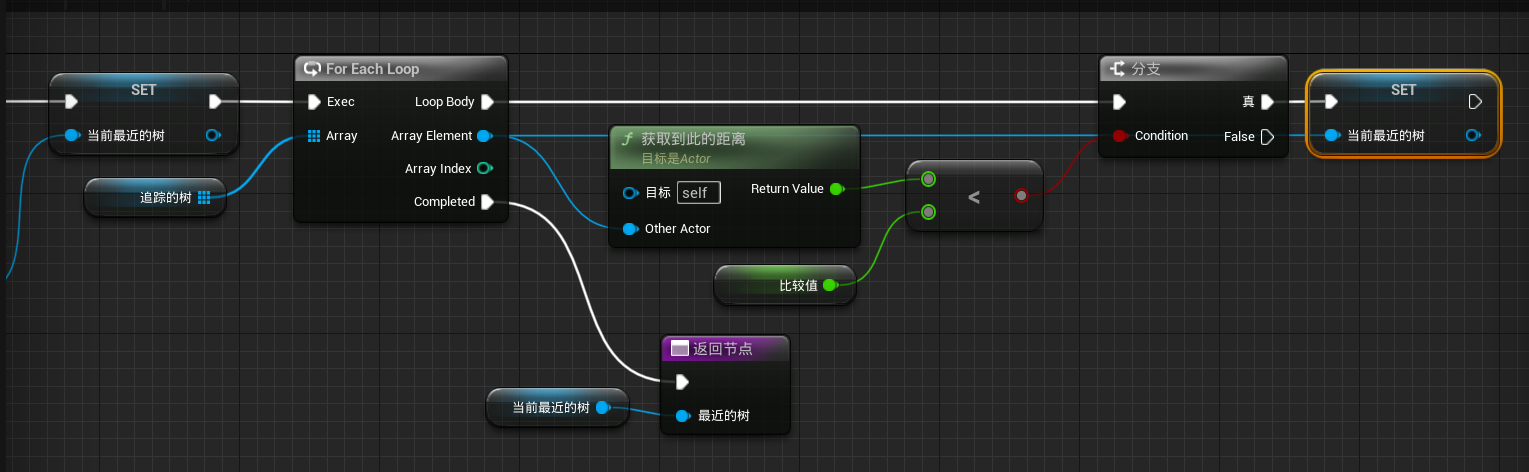 SET
当前最近的树
追踪的树
For Each Loop
Exec
Loop Body
Array
Array Element
Array Index
Completed
获取到此的距离
目标是Actor
目标
self
Return Value
Other Actor
比较值
<
分支
真
Condition
False
SET
当前最近的树
返回节点
当前最近的树
最近的树